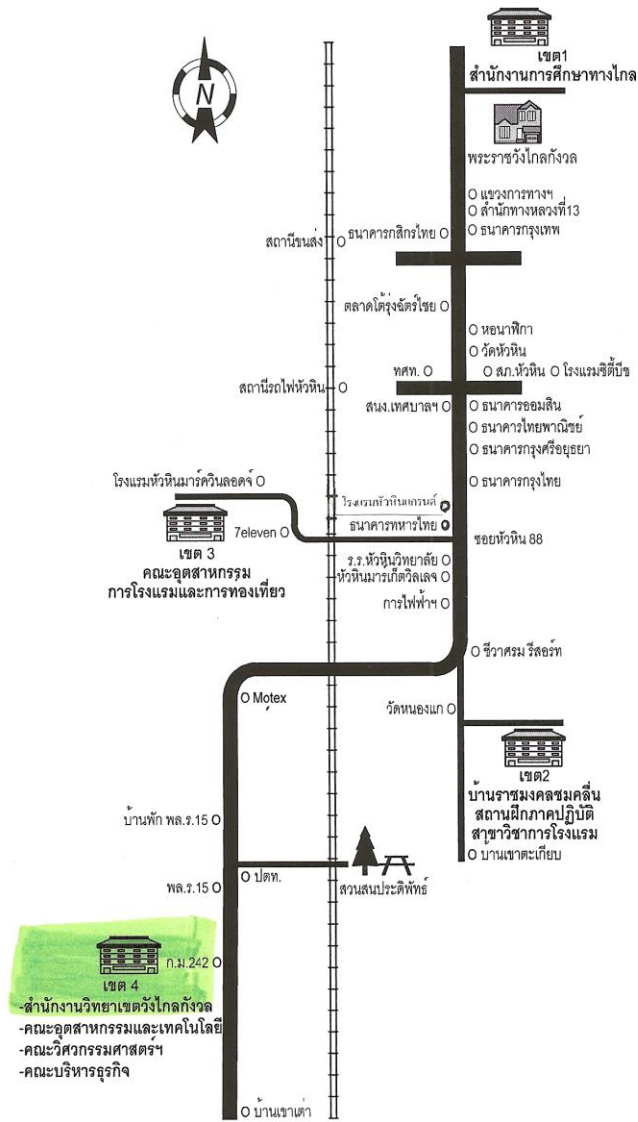 เขต1
สำนักงานการศึกษาทางไกล
N
พระราชวังไกลกังวล
แขวงการทางฯ
สำนักทางหลวงที่13
ธนาคารกสิกรไทย
ธนาคารกรุงเทพ
สถานีขนส่ง
ตลาดโต้รุ่งฉัตร์ไชย
หอนาฬิกา
วัดหัวหิน
ทศท.
สภ.หัวหิน
โรงแรมซิตี้บีช
สถานีรถไฟหัวหิน
สนง.เทศบาลฯ
ธนาคารออมสิน
ธนาคารไทยพาณิชย์
ธนาคารกรุงศรีอยุธยา
โรงแรมหัวหินมาร์ควินลอดจ์
ธนาคารกรุงไทย
โรงแรมหัวหินแกรนด์
ธนาคารทหารไทย
7eleven
ซอยหัวหิน 88
เขต 3
คณะอุตสาหกรรม
การโรงแรมและการท่องเที่ยว
ร.ร.หัวหินวิทยาลัย
หัวหินมาร์เก็ตวิลเลจ
การไฟฟ้าฯ
ชีวาศรม รีสอร์ท
Motex
วัดหนองแก
เขต2
บ้านราชมงคลชมคลื่น
สถานฝึกภาคปฏิบัติ
สาขาวิชาการโรงแรม
บ้านเขาตะเกียบ
บ้านพัก พล.ร.15
ปตท.
พล.ร.15
สวนสนประดิพัทธ์
ก.ม.242
เขต 4
-สำนักงานวิทยาเขตวังไกลกังวล
-คณะอุตสาหกรรมและเทคโนโลยี
-คณะวิศวกรรมศาสตร์ฯ
-คณะบริหารธุรกิจ
บ้านเขาเต่า